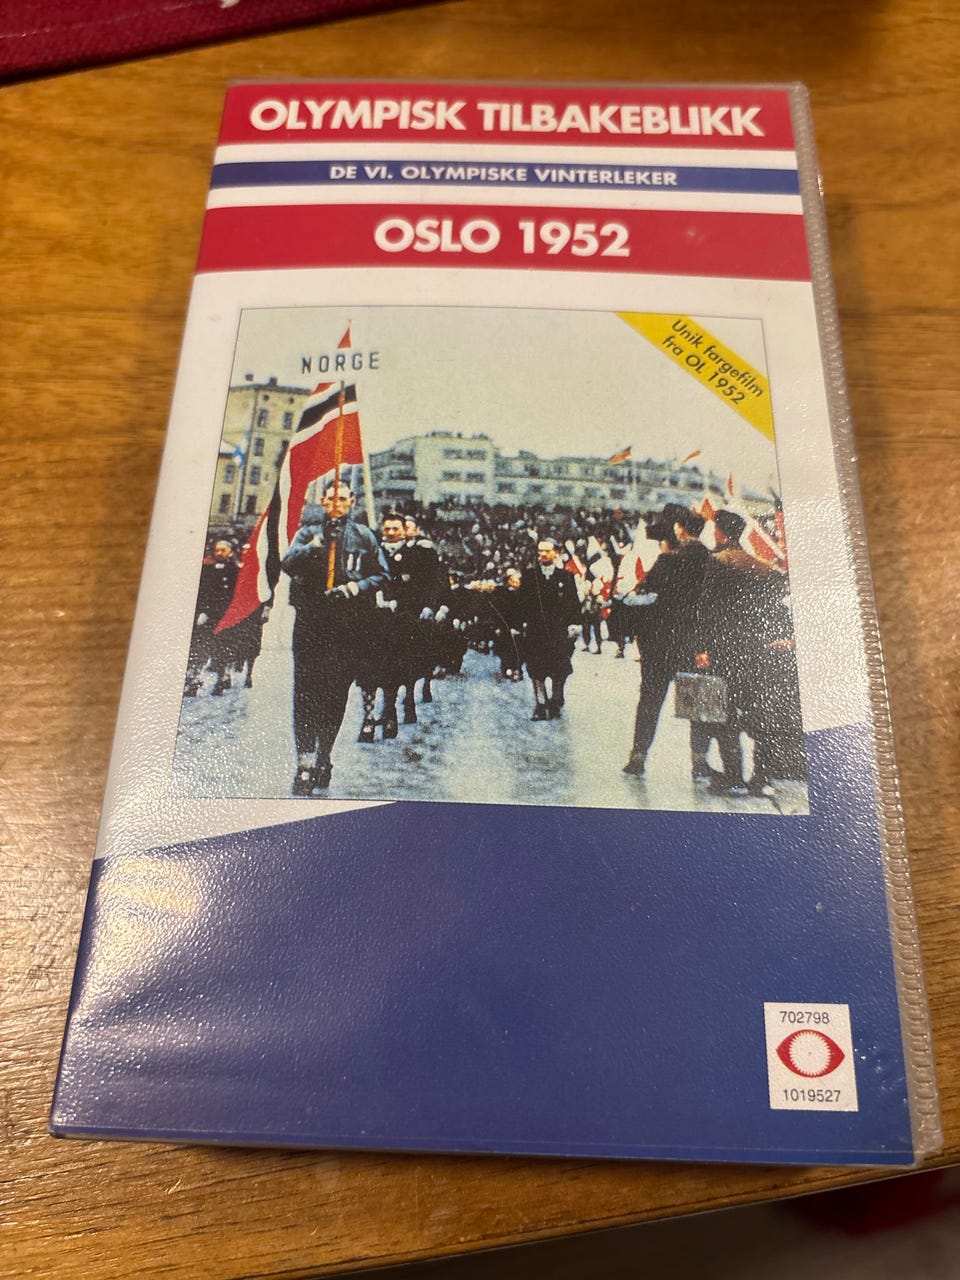 OLYMPISK TILBAKEBLIKK
DE VI. OLYMPISKE VINTERLEKER
OSLO 1952
Unik fargefilm
fra OL 1952
NORGE
702798
1019527